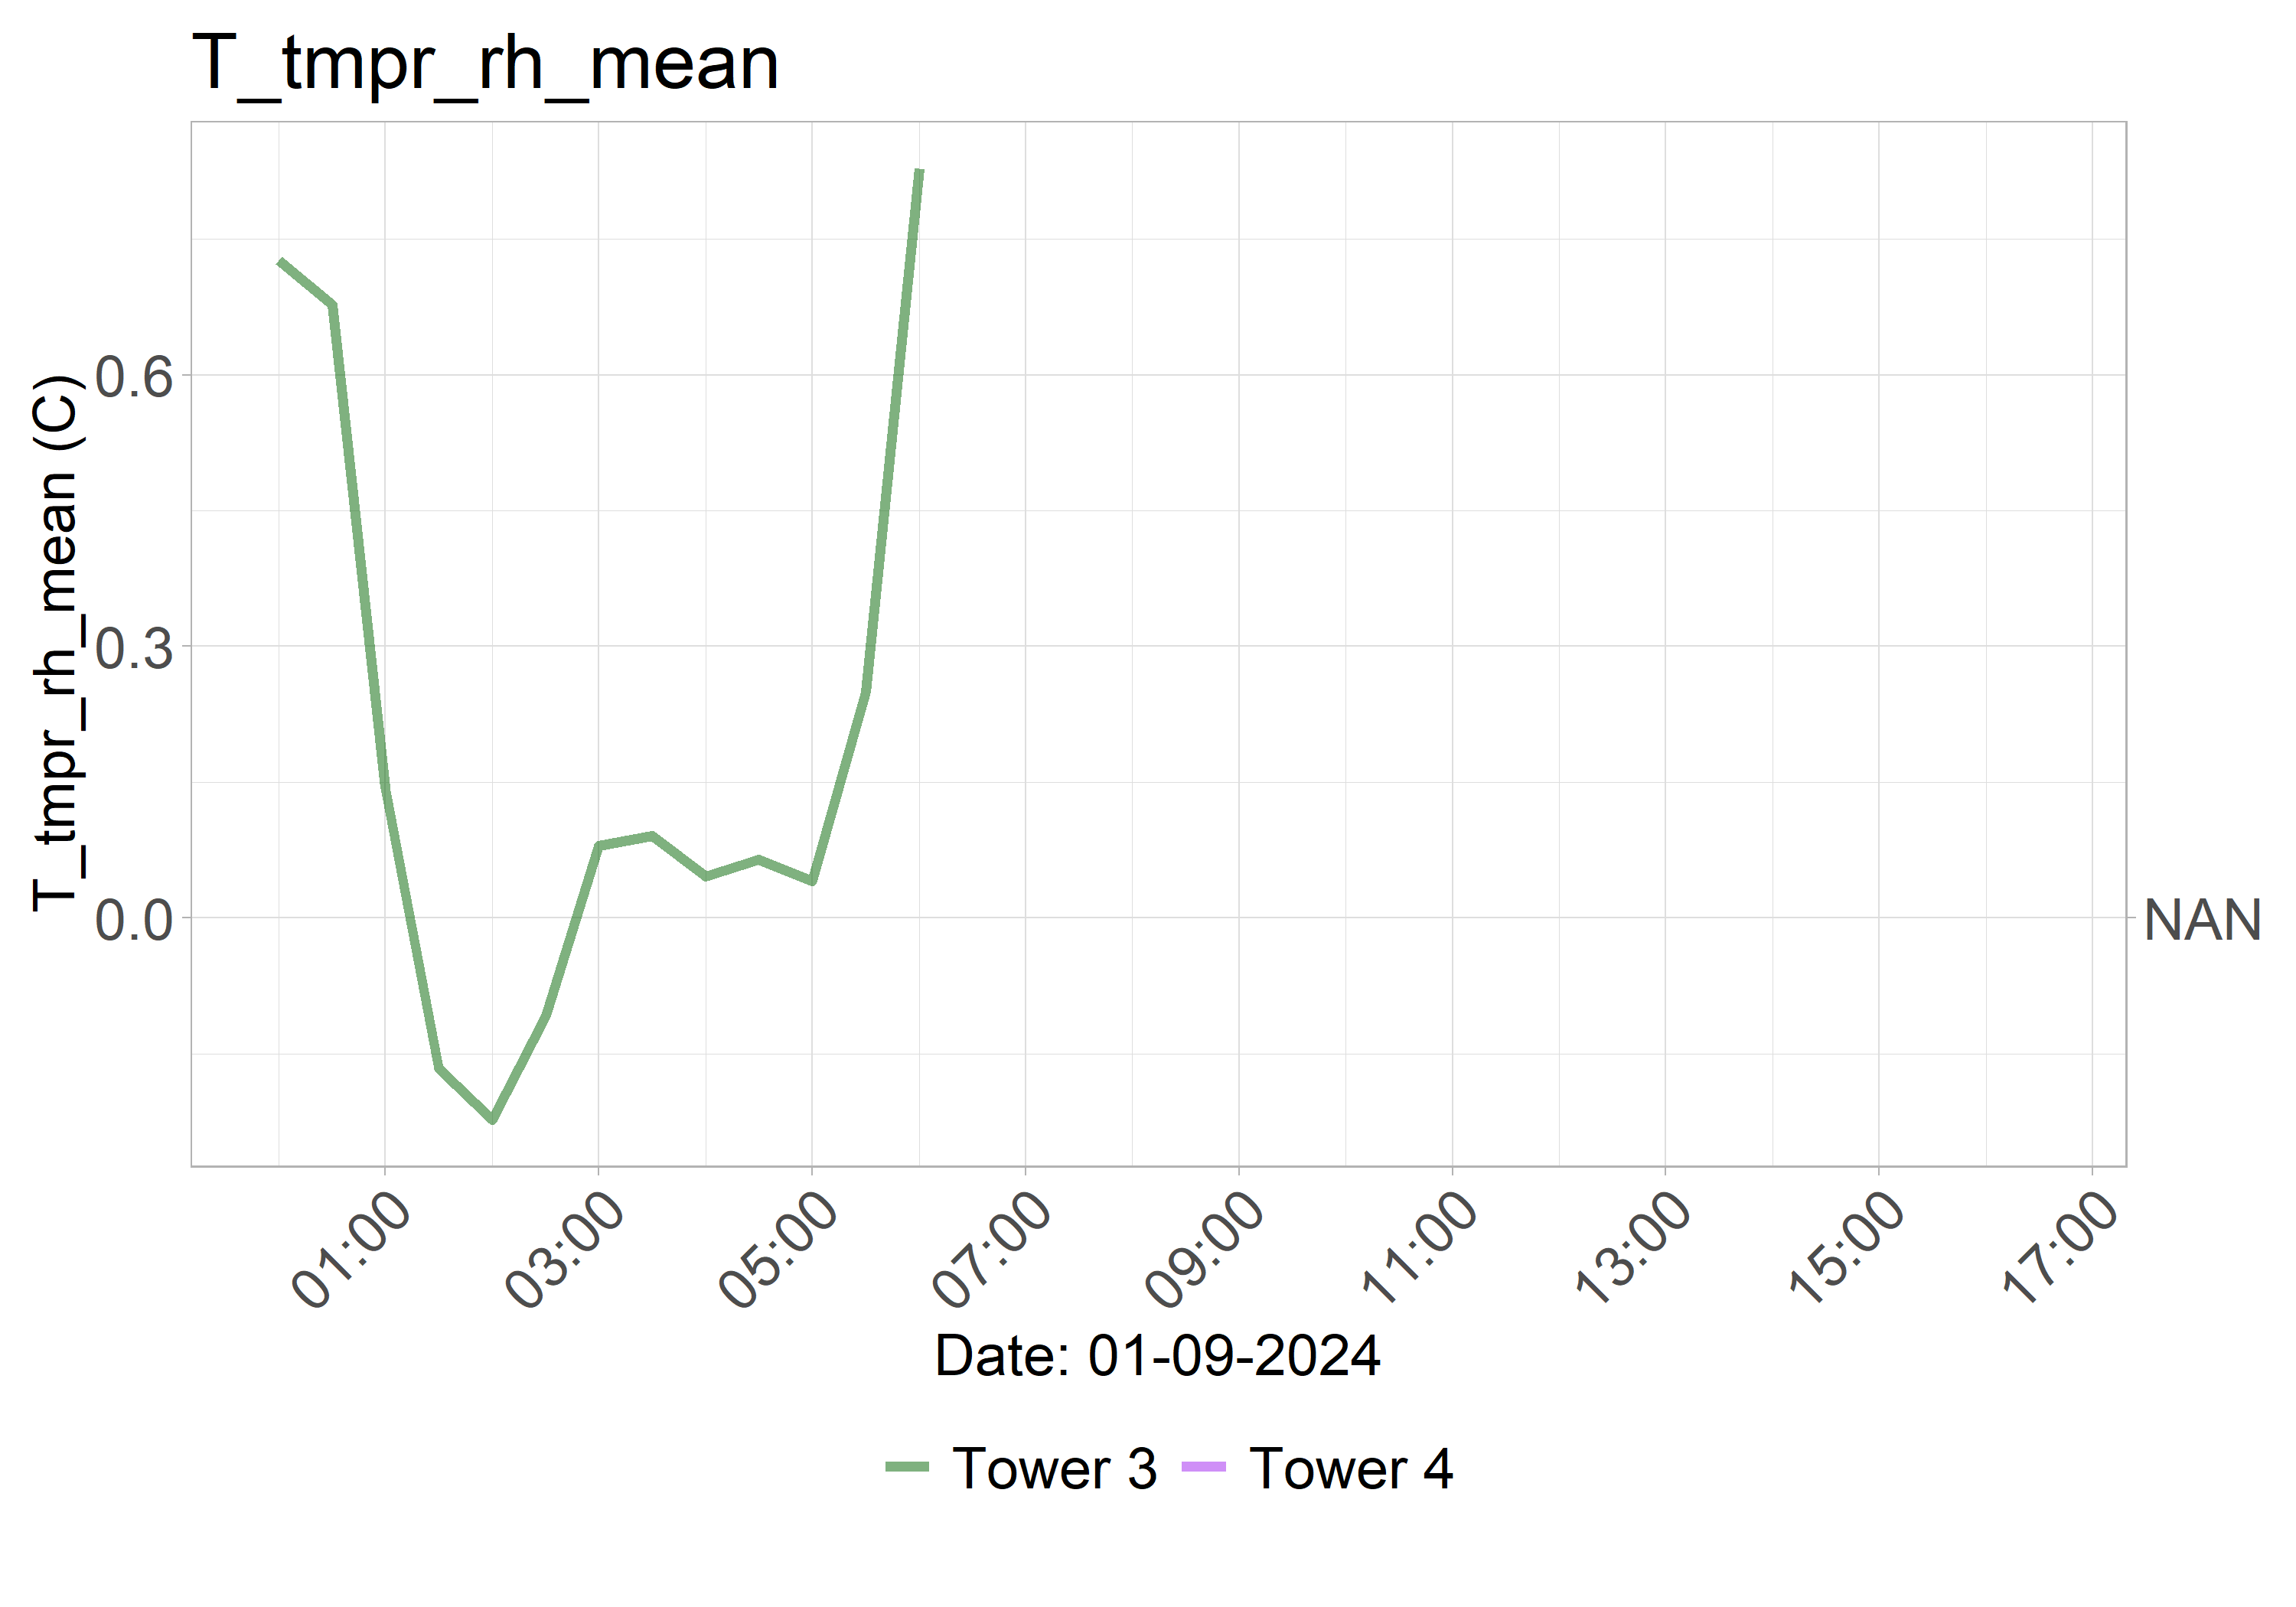 T_tmpr_rh_mean
T_tmpr_rh_mean (C)
0.6
0.3
0.0
NAN
01:00
03:00
05:00
07:00
09:00
11:00
13:00
15:00
17:00
Date: 01-09-2024
Tower 3
Tower 4